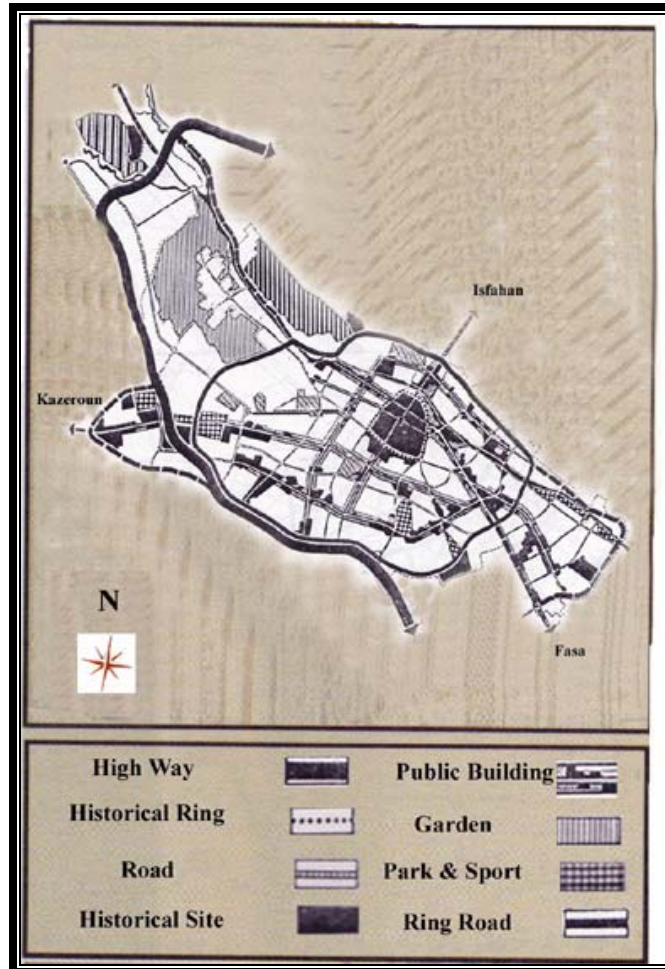 Isfahan
Kazeroun
N
Fasa
High Way
Public Building
Historical Ring
Garden
Road
Park & Sport
Historical Site
Ring Road